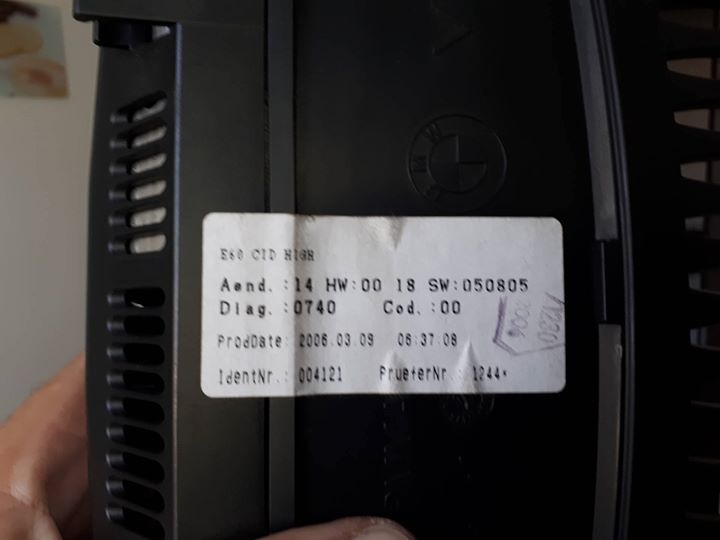 E60 CID HIGH
Aend.:14 HW:00 18 SW:050805
Diag.:0740 Cod.:00
ProdDate: 2006.03.09 06:37:08
IdentNr.: 004121 PrueferNr.: 1244*
BMW